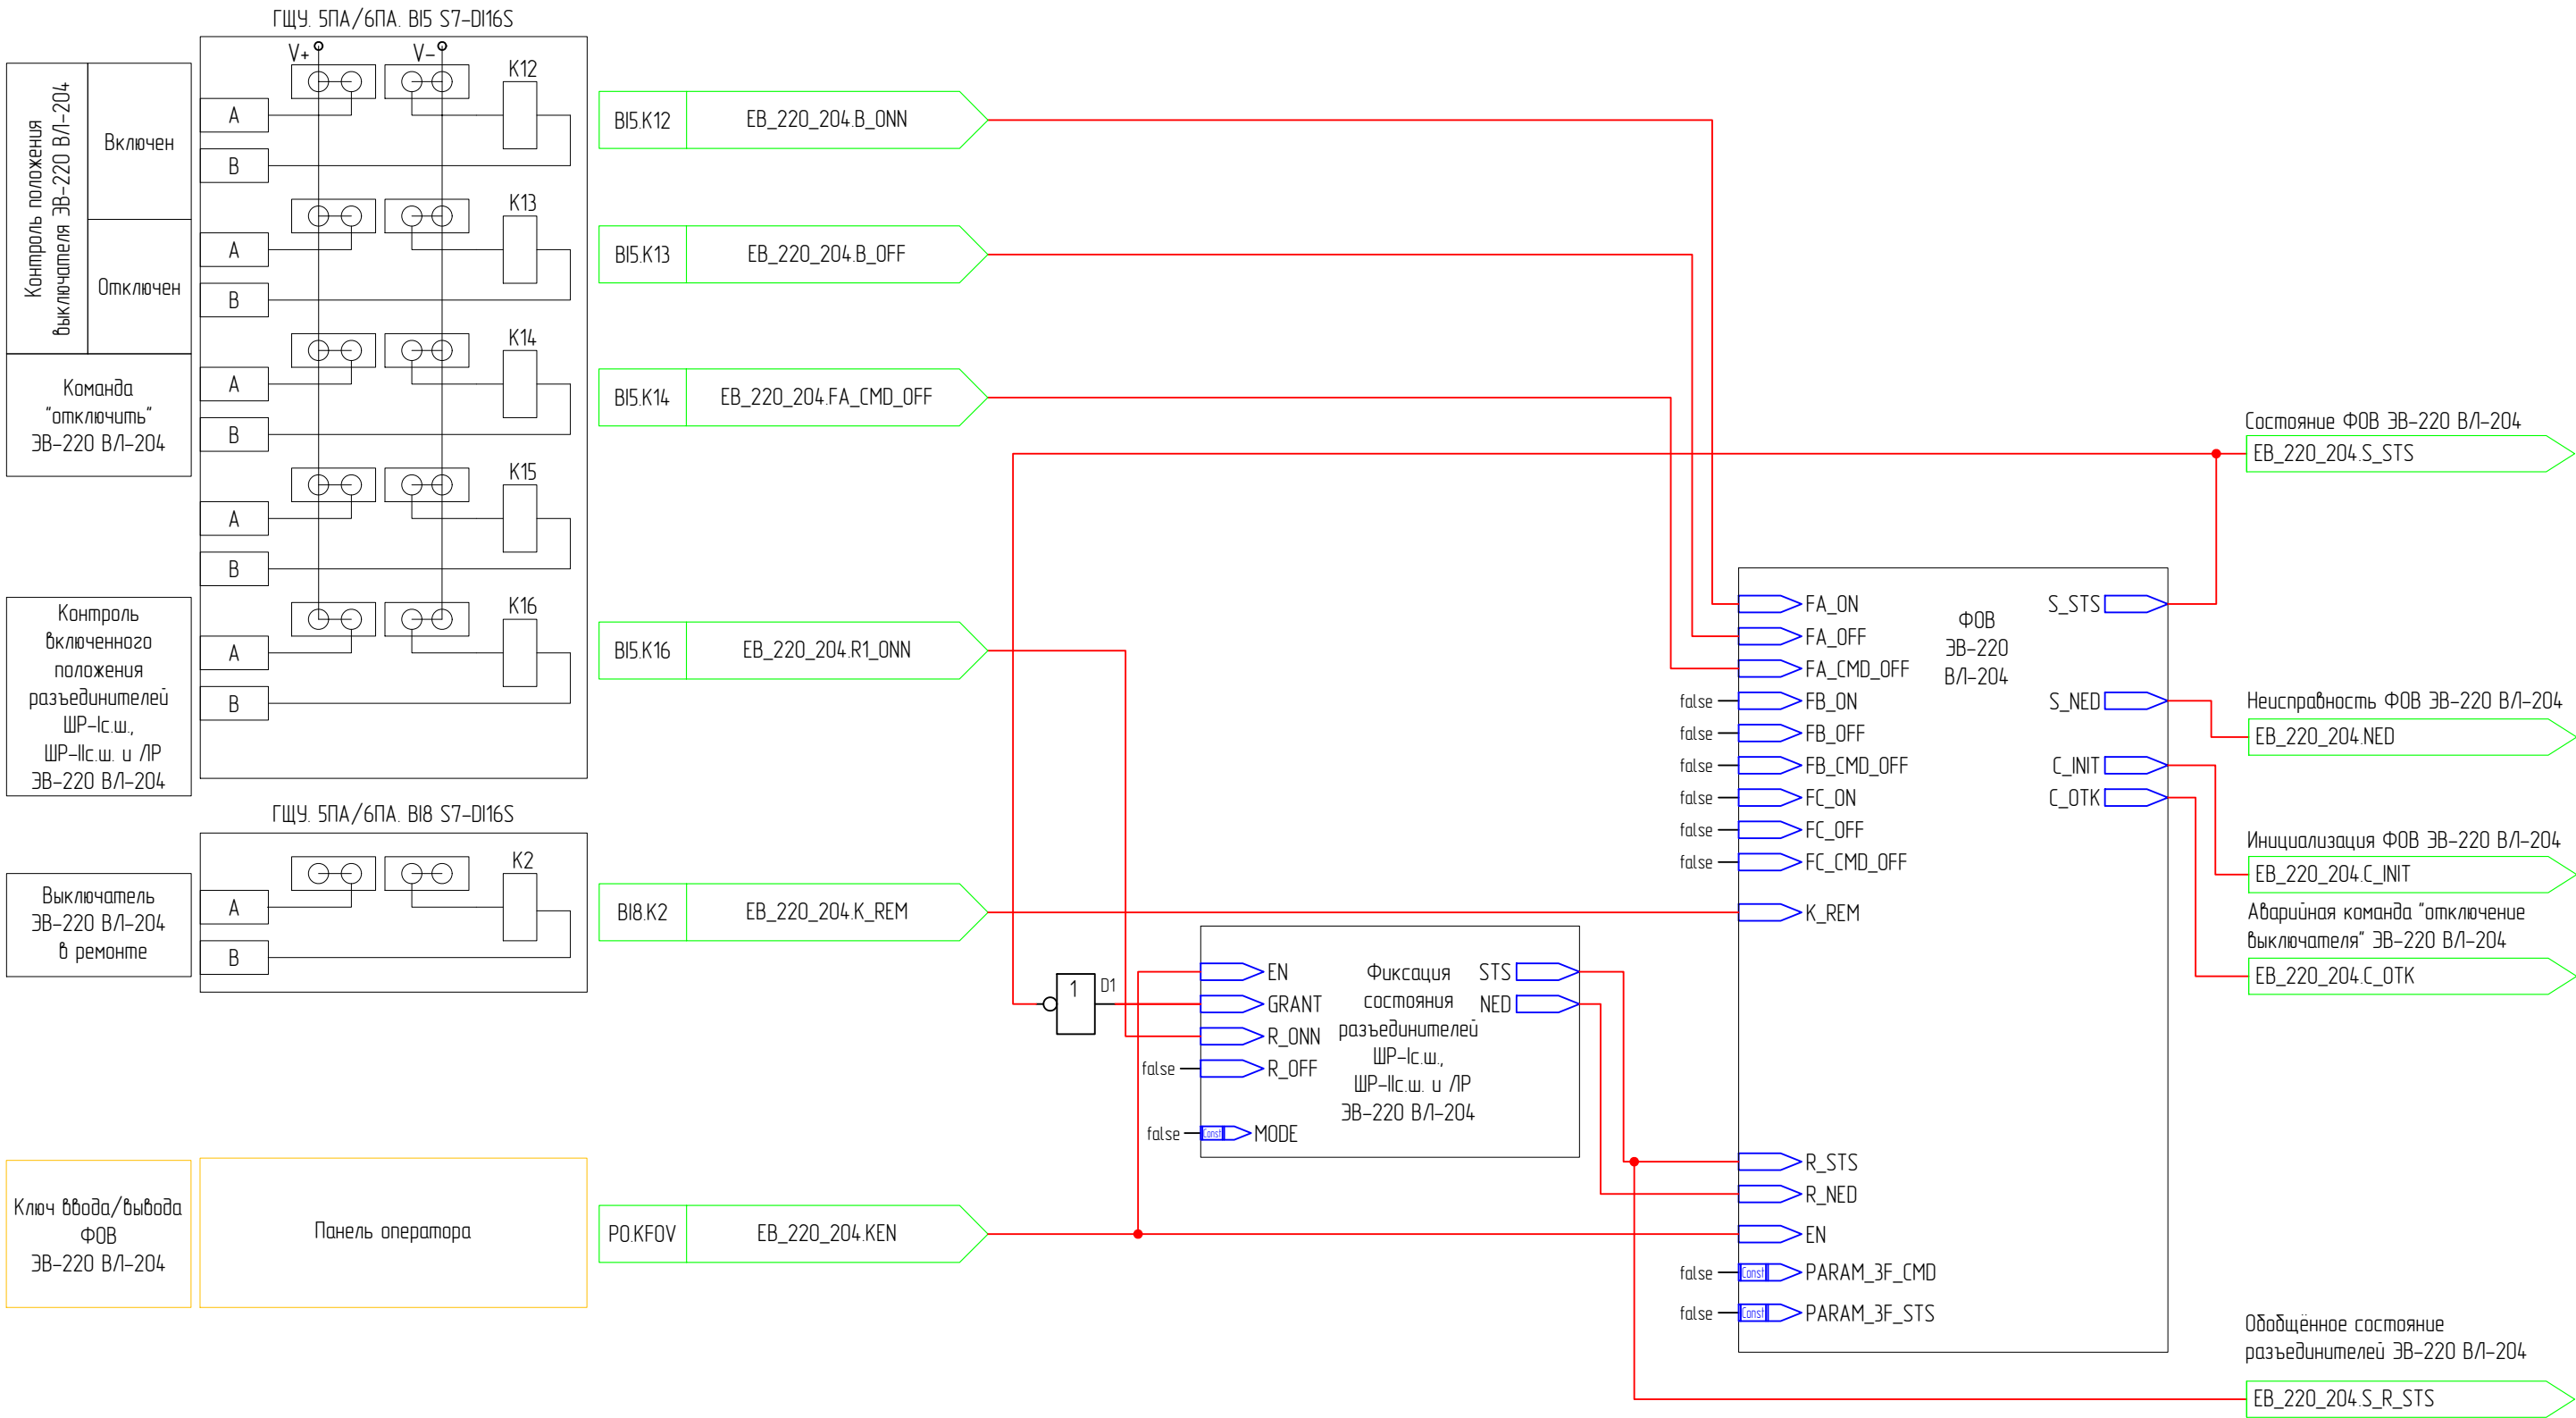 ГЩУ. 5ПА/6ПА. BI5 S7-DI16S
V+
V-
Контроль положения
выключателя ЭВ-220 ВЛ-204
Включен
Отключен
A
B
K12
A
B
K13
A
B
K14
A
B
K15
A
B
K16
Команда
"отключить"
ЭВ-220 ВЛ-204
Контроль
включенного
положения
разъединителей
ШР-Iс.ш.,
ШР-IIс.ш. и ЛР
ЭВ-220 ВЛ-204
ГЩУ. 5ПА/6ПА. BI8 S7-DI16S
Выключатель
ЭВ-220 ВЛ-204
в ремонте
A
B
K2
Ключ ввода/вывода
ФОВ
ЭВ-220 ВЛ-204
Панель оператора
BI5.K12 EB_220_204.B_ONN
BI5.K13 EB_220_204.B_OFF
BI5.K14 EB_220_204.FA_CMD_OFF
BI5.K16 EB_220_204.R1_ONN
BI8.K2 EB_220_204.K_REM
PO.KFOV EB_220_204.KEN
1
D1
EN
GRANT
R_ONN
false R_OFF
false Const MODE
Фиксация
состояния
разъединителей
ШР-Iс.ш.,
ШР-IIс.ш. и ЛР
ЭВ-220 ВЛ-204
STS
NED
FA_ON
FA_OFF
FA_CMD_OFF
false FB_ON
false FB_OFF
false FB_CMD_OFF
false FC_ON
false FC_OFF
false FC_CMD_OFF
K_REM
R_STS
R_NED
EN
false Const PARAM_3F_CMD
false Const PARAM_3F_STS
ФОВ
ЭВ-220
ВЛ-204
S_STS
S_NED
C_INIT
C_OTK
Состояние ФОВ ЭВ-220 ВЛ-204
EB_220_204.S_STS
Неисправность ФОВ ЭВ-220 ВЛ-204
EB_220_204.NED
Инициализация ФОВ ЭВ-220 ВЛ-204
EB_220_204.C_INIT
Аварийная команда "отключение
выключателя" ЭВ-220 ВЛ-204
EB_220_204.C_OTK
Обобщённое состояние
разъединителей ЭВ-220 ВЛ-204
EB_220_204.S_R_STS